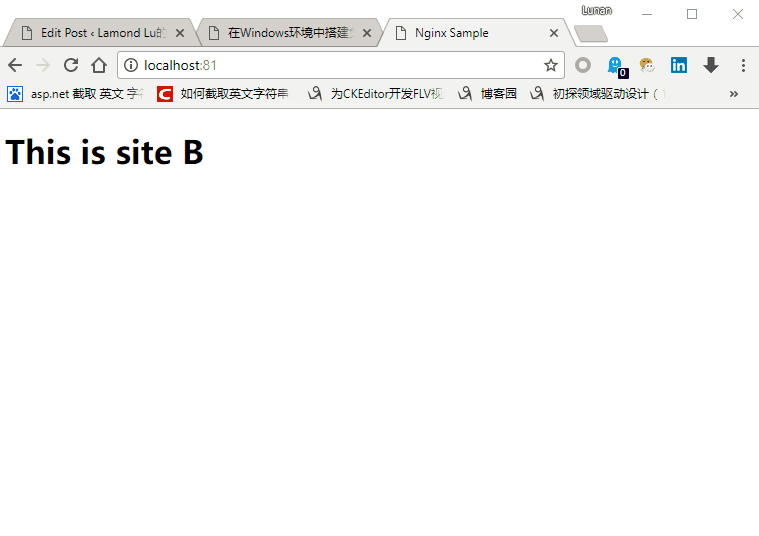 Lunan
Edit Post ‹ Lamond Lu的
在Windows环境中搭建
Nginx Sample
localhost:81
0
asp.net 截取 英文 字
如何截取英文字符串
为CKEditor开发FLV视
博客园
初探领域驱动设计（
This is site B